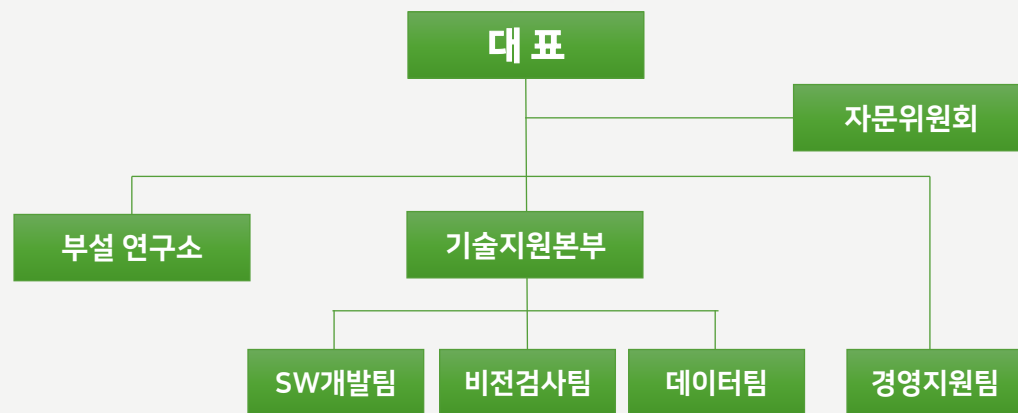 대 표
자문위원회
부설 연구소
기술지원본부
SW개발팀
비전검사팀
데이터팀
경영지원팀